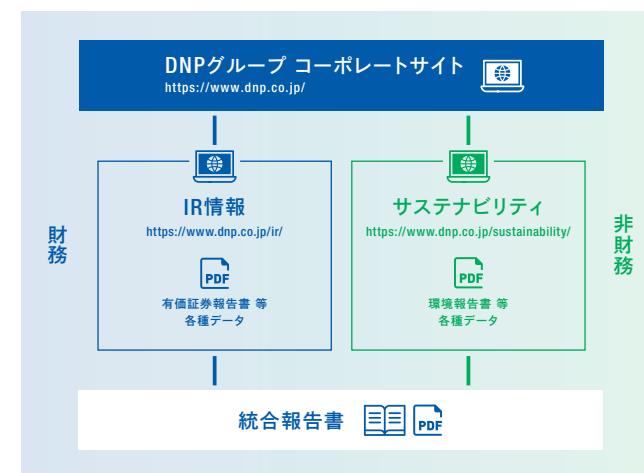 DNPグループ コーポレートサイト
https://www.dnp.co.jp/
財務
IR情報
https://www.dnp.co.jp/ir/
PDF
有価証券報告書 等
各種データ
サステナビリティ
https://www.dnp.co.jp/sustainability/
PDF
環境報告書 等
各種データ
非財務
統合報告書
PDF